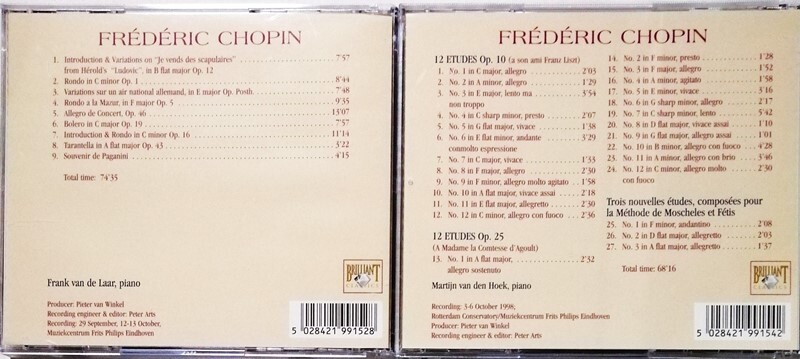 FRÉDÉRIC CHOPIN
1. Introduction & Variations on "Je vends des scapulaires" 7'57
from Hérold's "Ludovic", in B flat major Op. 12
2. Rondo in C minor Op. 1 8'44
3. Variations sur un air national allemand, in E major Op. Posth. 7'48
4. Rondo a la Mazur, in F major Op. 5 9'35
5. Allegro de Concert, Op. 46 13'07
6. Bolero in C major Op. 19 7'57
7. Introduction & Rondo in C minor Op. 16 11'14
8. Tarantella in A flat major Op. 43 3'22
9. Souvenir de Paganini 4'15
Total time: 74'35
Frank van de Laar, piano
Producer: Pieter van Winkel
Recording engineer & editor: Peter Arts
Recording: 29 September, 12-13 October,
Muziekcentrum Frits Philips Eindhoven
BRILLIANT
CLASSICS
5 028421 991528
FRÉDÉRIC CHOPIN
12 ETUDES Op. 10 (a son ami Franz Liszt)
1. No. 1 in C major, allegro 2'03
2. No. 2 in A minor, allegro 1'29
3. No. 3 in E major, lento ma 3'54
non troppo
4. No. 4 in C sharp minor, presto 2'07
5. No. 5 in G flat major, vivace 1'38
6. No. 6 in E flat minor, andante 3'29
conmolto espressione
7. No. 7 in C major, vivace 1'33
8. No. 8 in F major, allegro 2'30
9. No. 9 in F minor, allegro molto agitato 1'58
10. No. 10 in A flat major, vivace assai 2'18
11. No. 11 in E flat major, allegretto 2'30
12. No. 12 in C minor, allegro con fuoco 2'36
12 ETUDES Op. 25
(A Madame la Comtesse d'Agoult)
13. No. 1 in A flat major, 2'32
allegro sostenuto
Martijn van den Hoek, piano
Recording: 3-6 October 1998,
Rotterdam Conservatory/Muziekcentrum Frits Philips Eindhoven
Producer: Pieter van Winkel
Recording engineer & editor: Peter Arts
14. No. 2 in F minor, presto 1'28
15. No. 3 in F major, allegro 1'52
16. No. 4 in A minor, agitato 1'58
17. No. 5 in E minor, vivace 3'16
18. No. 6 in G sharp minor, allegro 2'17
19. No. 7 in C sharp minor, lento 5'42
20. No. 8 in D flat major, vivace assai 1'10
21. No. 9 in G flat major, allegro assai 1'01
22. No. 10 in B minor, allegro con fuoco 4'28
23. No. 11 in A minor, allegro con brio 3'46
24. No. 12 in C minor, allegro molto 2'30
con fuoco
Trois nouvelles études, composées pour
la Méthode de Moscheles et Fétis
25. No. 1 in F minor, andantino 2'08
26. No. 2 in D flat major, allegretto 2'03
27. No. 3 in A flat major, allegretto 1'37
Total time: 68'16
BRILLIANT
CLASSICS
5 028421 991542